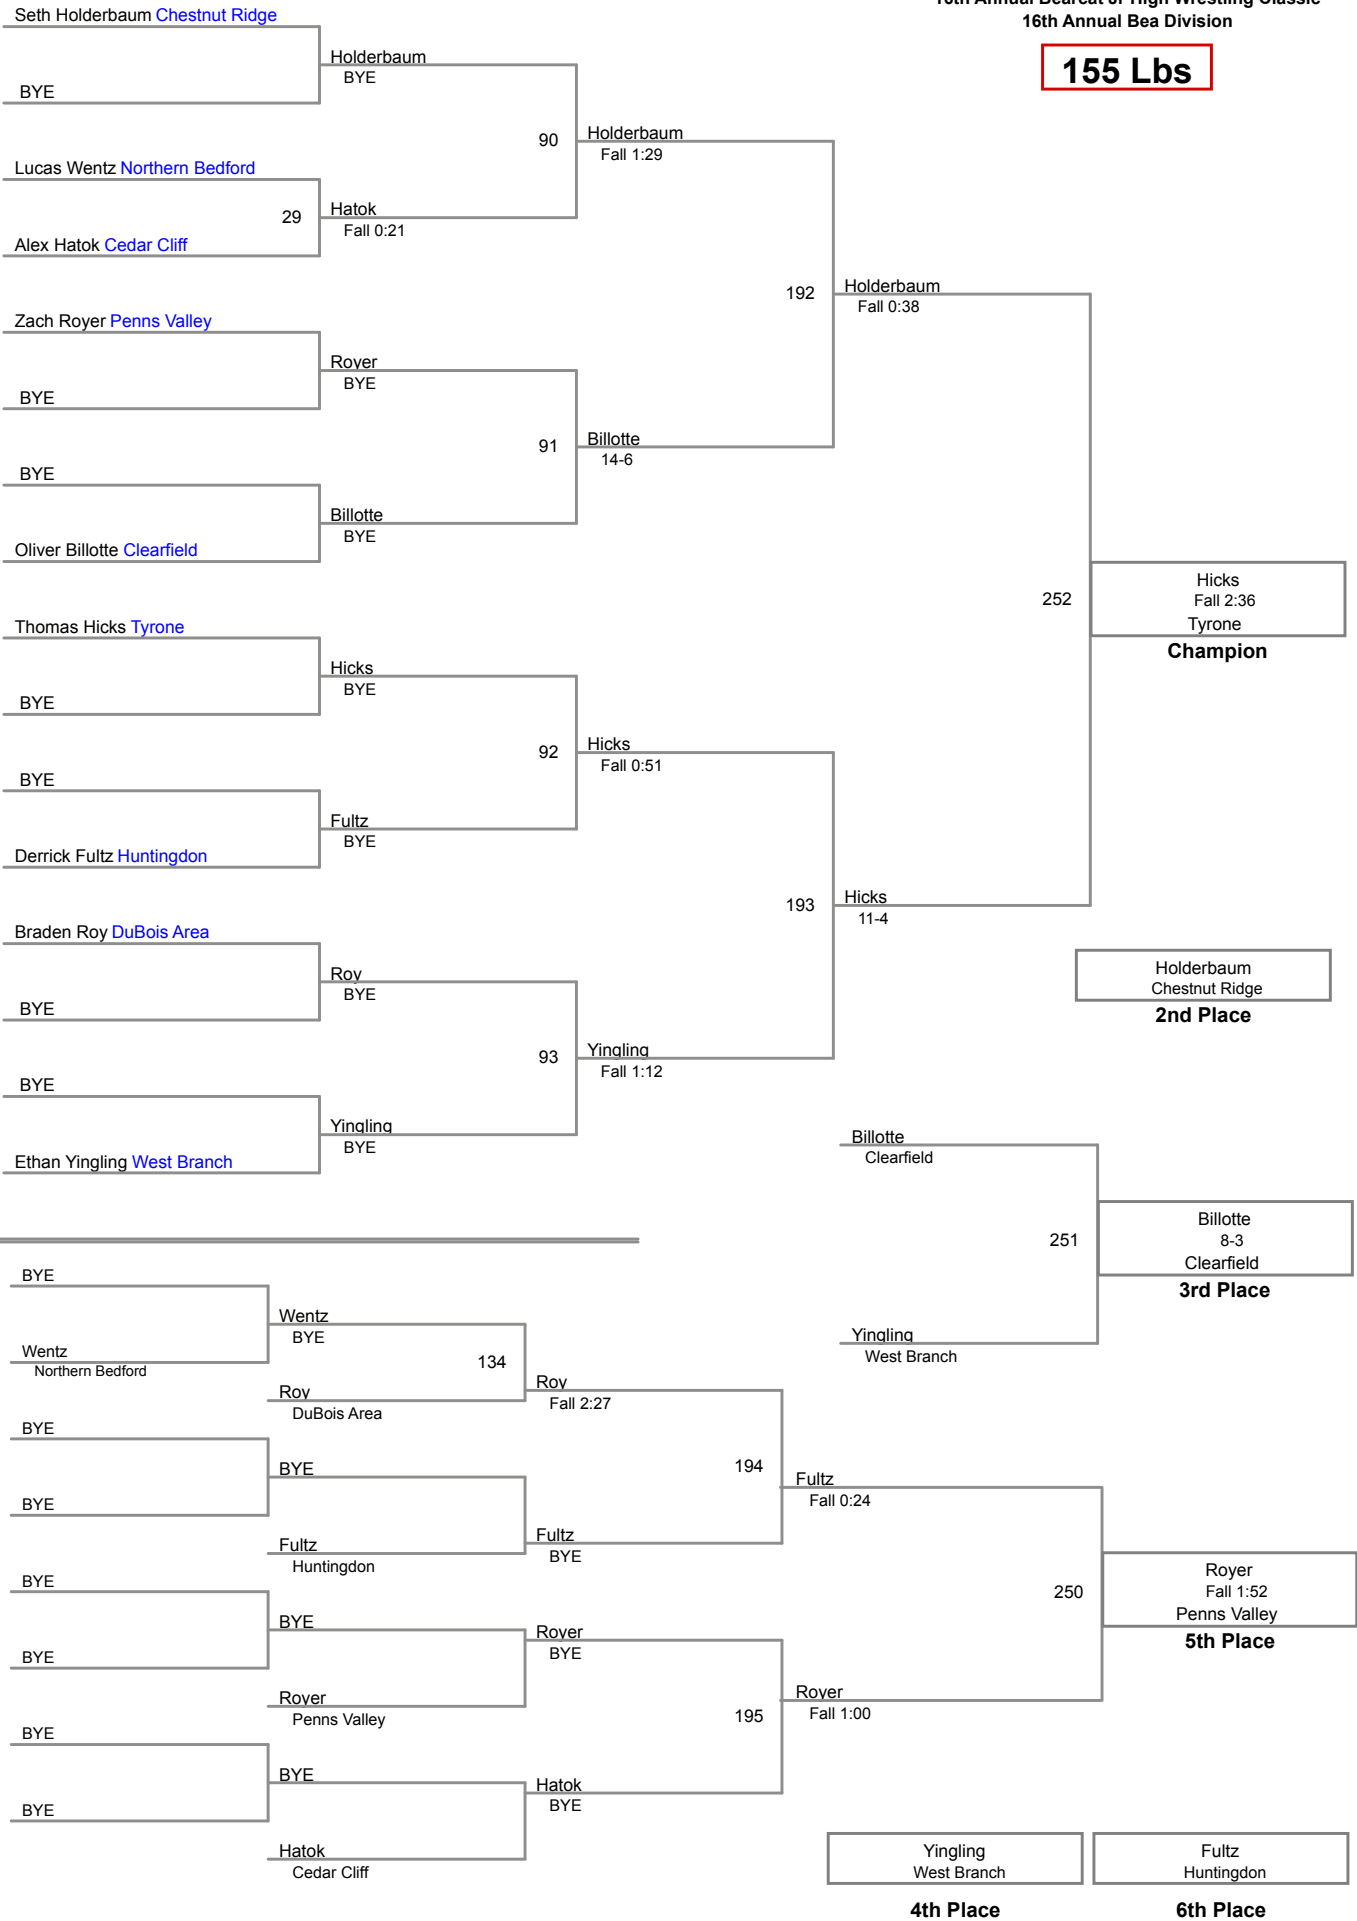 16th Annual Bea Division
155 Lbs
Seth Holderbaum Chestnut Ridge
BYE
Lucas Wentz Northern Bedford
29
Alex Hatok Cedar Cliff
Zach Royer Penns Valley
BYE
BYE
Oliver Billotte Clearfield
Thomas Hicks Tyrone
BYE
BYE
Derrick Fultz Huntingdon
Braden Roy DuBois Area
BYE
BYE
Ethan Yingling West Branch
Holderbaum
BYE
90
Hatok
Fall 0:21
Royer
BYE
91
Billotte
BYE
Hicks
BYE
92
Fultz
BYE
Roy
BYE
93
Yingling
BYE
Holderbaum
Fall 1:29
192
Billotte
14-6
Hicks
Fall 0:51
193
Yingling
Fall 1:12
Holderbaum
Fall 0:38
252
Hicks
11-4
Hicks
Fall 2:36
Tyrone
Champion
Holderbaum
Chestnut Ridge
2nd Place
Billotte
Clearfield
251
Yingling
West Branch
Billotte
8-3
Clearfield
3rd Place
BYE
Wentz
Northern Bedford
BYE
BYE
BYE
BYE
BYE
BYE
Wentz
BYE
134
Roy
DuBois Area
BYE
Fultz
Huntingdon
BYE
Royer
Penns Valley
BYE
Hatok
Cedar Cliff
Roy
Fall 2:27
194
Fultz
BYE
Royer
BYE
195
Hatok
BYE
Fultz
Fall 0:24
250
Royer
Fall 1:00
Royer
Fall 1:52
Penns Valley
5th Place
Yingling
West Branch
4th Place
Fultz
Huntingdon
6th Place